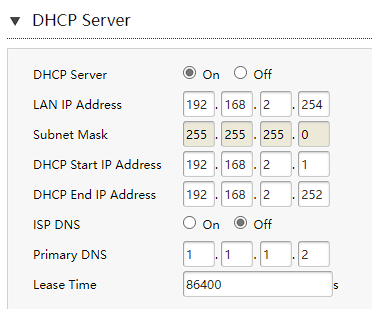 ▼ DHCP Server
DHCP Server On Off
LAN IP Address 192 . 168 . 2 . 254
Subnet Mask 255 . 255 . 255 . 0
DHCP Start IP Address 192 . 168 . 2 . 1
DHCP End IP Address 192 . 168 . 2 . 252
ISP DNS On Off
Primary DNS 1 . 1 . 1 . 2
Lease Time 86400 s